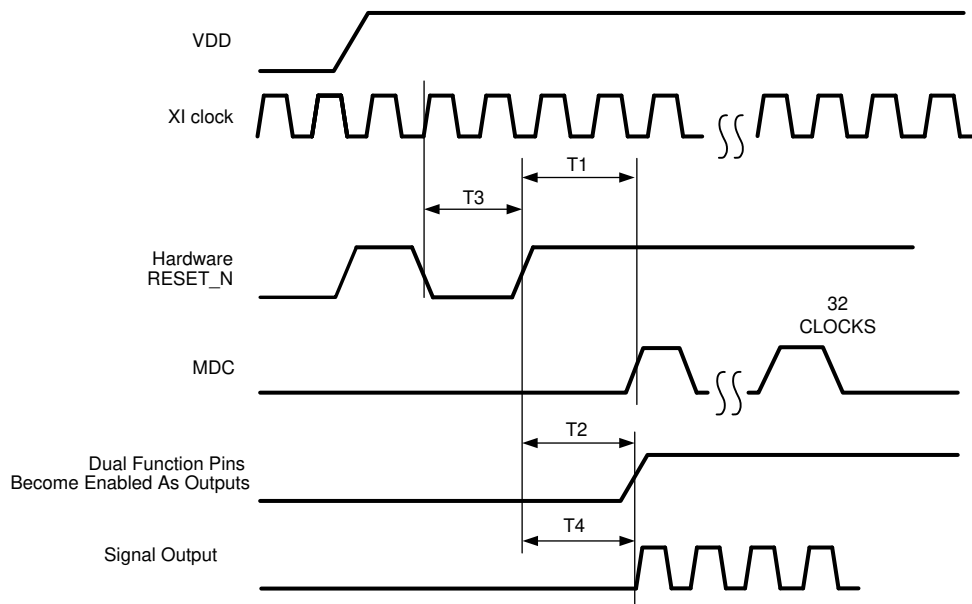 VDD
XI clock
T1
T3
Hardware
RESET_N
32
CLOCKS
MDC
T2
Dual Function Pins
Become Enabled As Outputs
T4
Signal Output